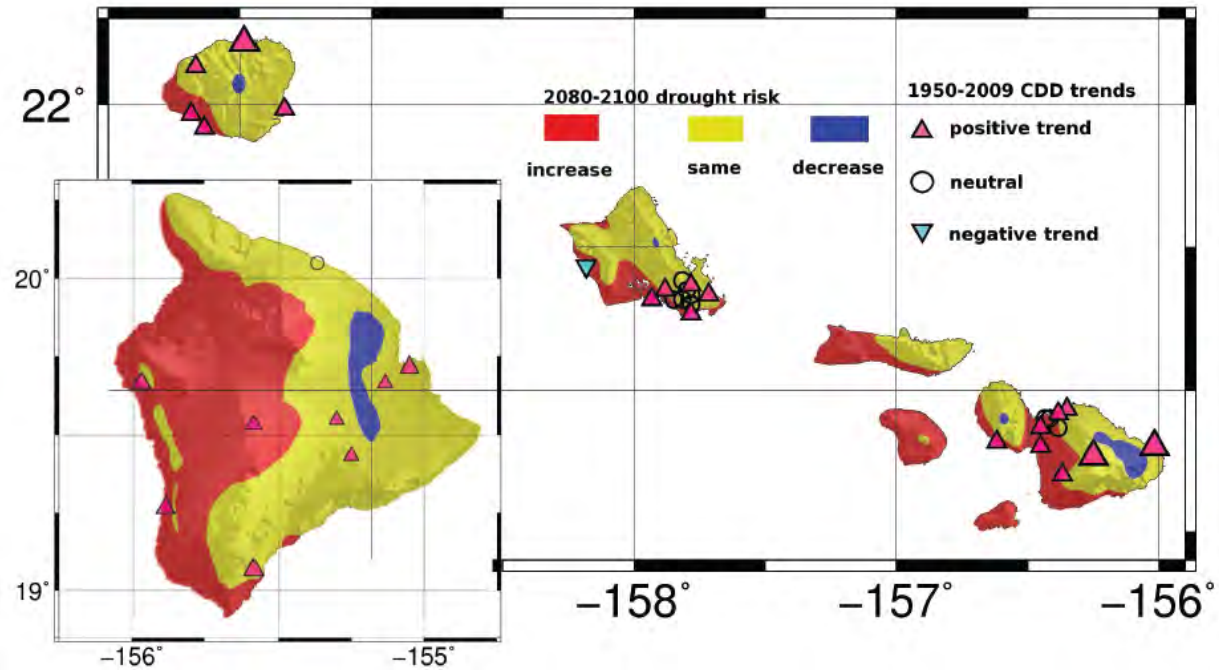 22°
2080-2100 drought risk
increase
same
decrease
1950-2009 CDD trends
positive trend
neutral
negative trend
20°
19°
-156°
-155°
-158°
-157°
-156°